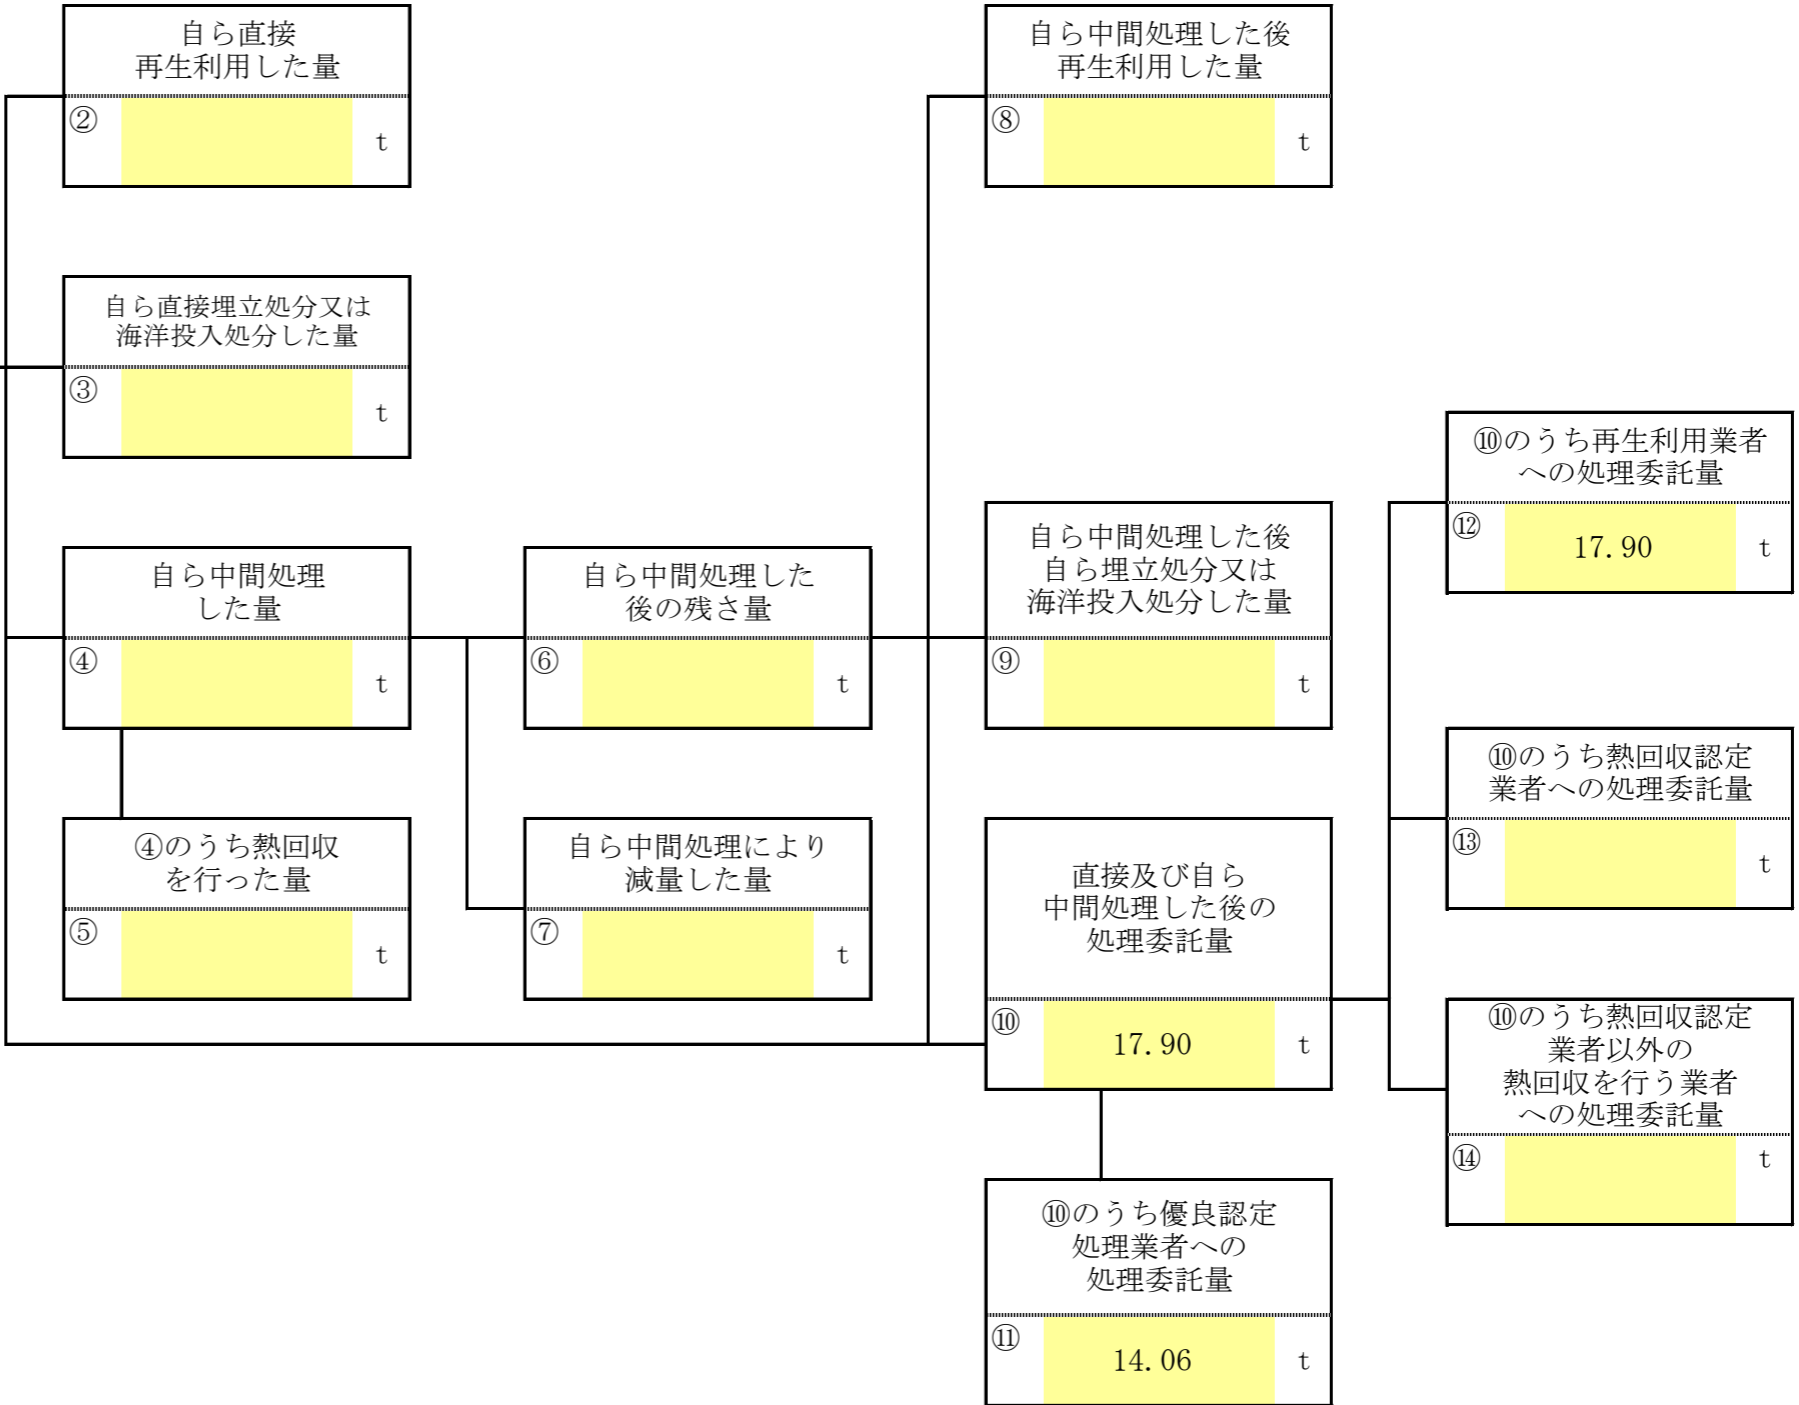 自ら直接
再生利用した量
② t
自ら直接埋立処分又は
海洋投入処分した量
③ t
自ら中間処理
した量
④ t
④のうち熱回収
を行った量
⑤ t
自ら中間処理した
後の残さ量
⑥ t
自ら中間処理により
減量した量
⑦ t
自ら中間処理した後
再生利用した量
⑧ t
自ら中間処理した後
自ら埋立処分又は
海洋投入処分した量
⑨ t
直接及び自ら
中間処理した後の
処理委託量
⑩ 17.90 t
⑩のうち優良認定
処理業者への
処理委託量
⑪ 14.06 t
⑩のうち再生利用業者
への処理委託量
⑫ 17.90 t
⑩のうち熱回収認定
業者への処理委託量
⑬ t
⑩のうち熱回収認定
業者以外の
熱回収を行う業者
への処理委託量
⑭ t